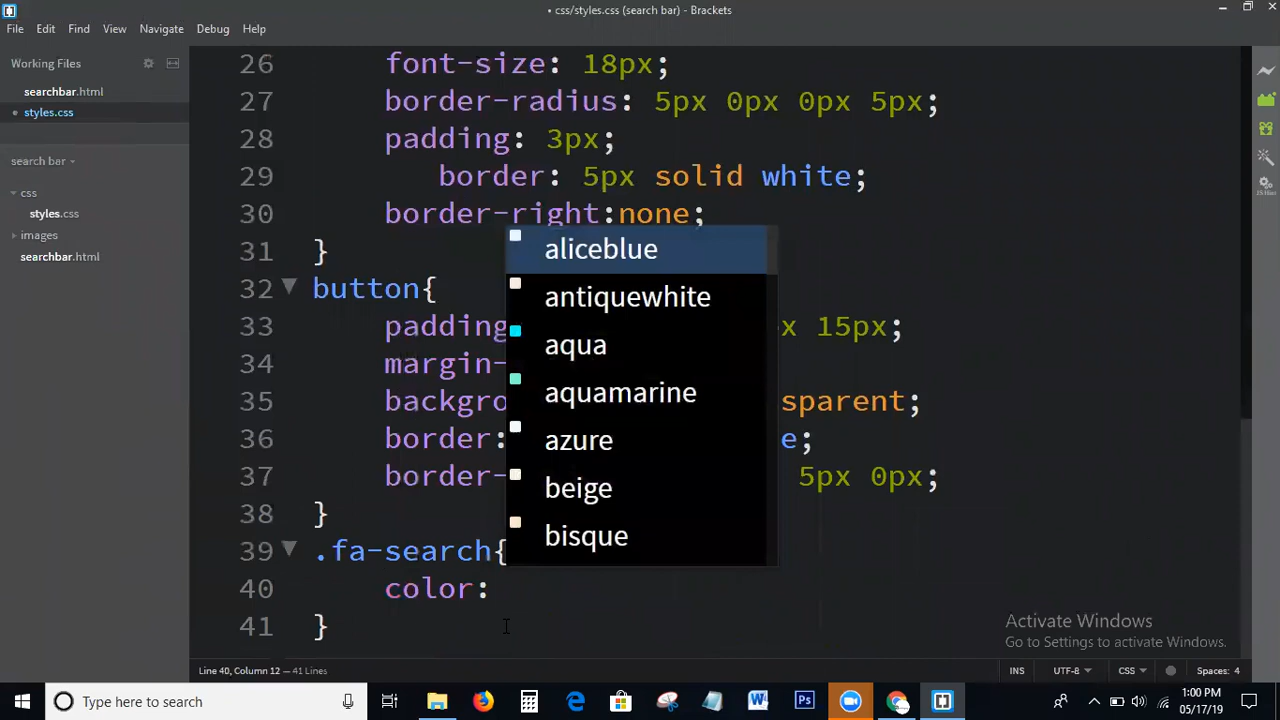 • css/styles.css (search bar) - Brackets
File Edit Find View Navigate Debug Help
Working Files
searchbar.html
• styles.css
search bar
css
styles.css
images
searchbar.html
26 font-size: 18px;
27 border-radius: 5px 0px 0px 5px;
28 padding: 3px;
29 border: 5px solid white;
30 border-right:none;
31 }
32 button{
33 padding x 15px;
34 margin-
35 backgro sparent;
36 border: e;
37 border- 5px 0px;
38 }
39 .fa-search{
40 color:
41 }
aliceblue
antiquewhite
aqua
aquamarine
azure
beige
bisque
Activate Windows
Go to Settings to activate Windows.
Line 40, Column 12 — 41 Lines
INS UTF-8 CSS Spaces: 4
Type here to search
1:00 PM
05/17/19